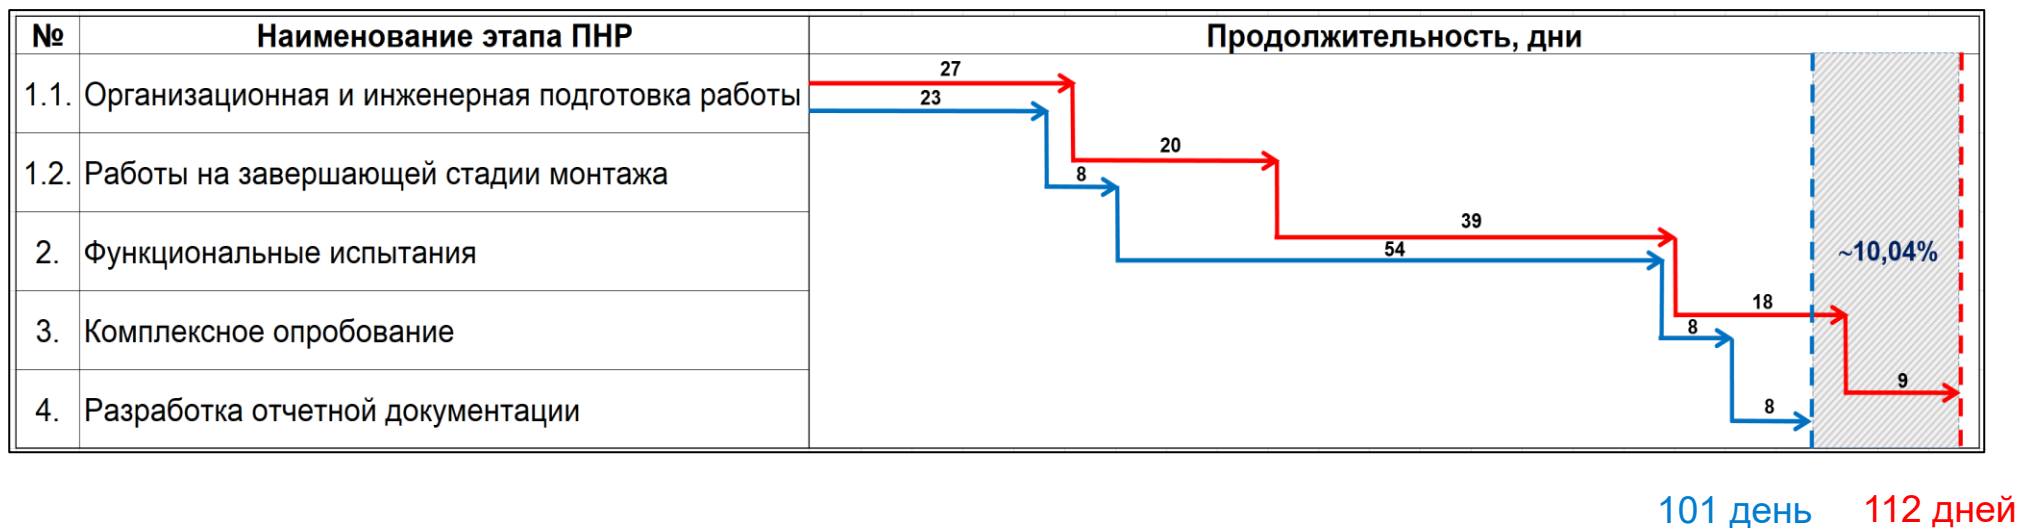 № Наименование этапа ПНР Продолжительность, дни
1.1. Организационная и инженерная подготовка работы 27
23
1.2. Работы на завершающей стадии монтажа 20
8
2. Функциональные испытания 39
54
~10,04%
3. Комплексное опробование 18
8
4. Разработка отчетной документации 9
8
101 день 112 дней